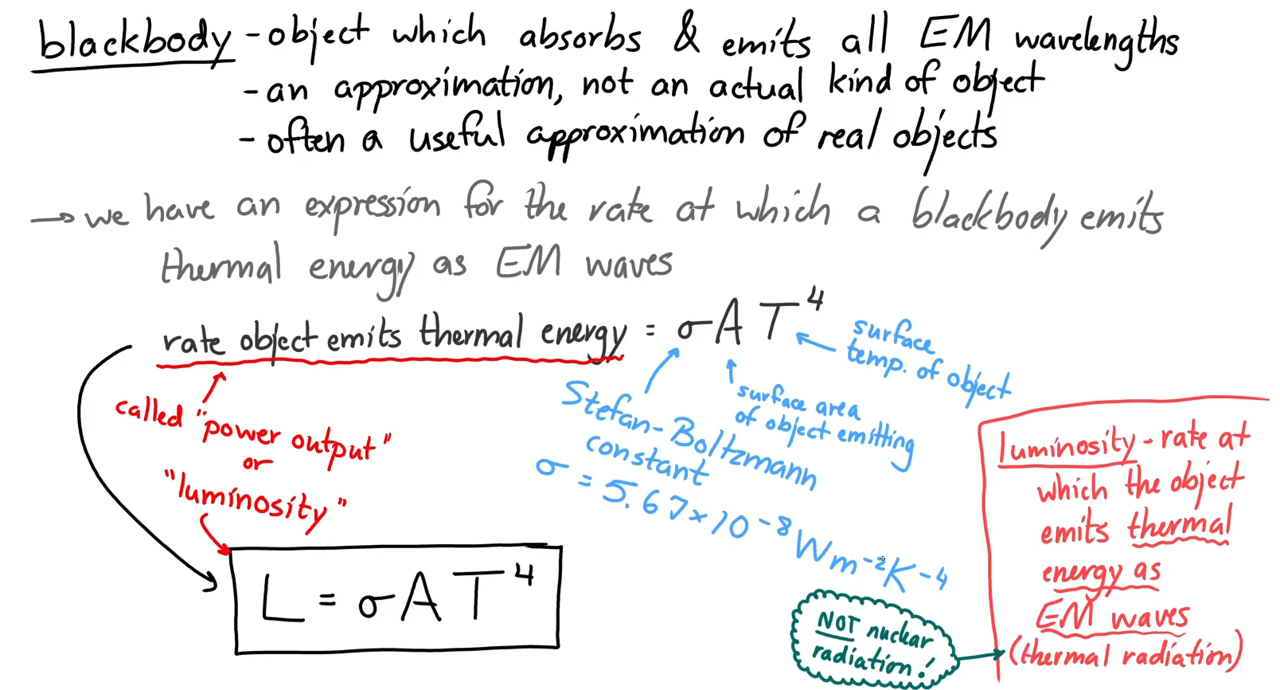 blackbody - object which absorbs & emits all EM wavelengths
- an approximation, not an actual kind of object
- often a useful approximation of real objects
→ we have an expression for the rate at which a blackbody emits
thermal energy as EM waves
rate object emits thermal energy = σAT⁴
surface
temp. of object
surface area
of object emitting
Stefan-Boltzmann
constant
σ = 5.67×10⁻⁸ Wm⁻²K⁻⁴
called "power output"
or
"luminosity"
L = σAT⁴
luminosity - rate at
which the object
emits thermal
energy as
EM waves
(thermal radiation)
NOT nuclear
radiation!